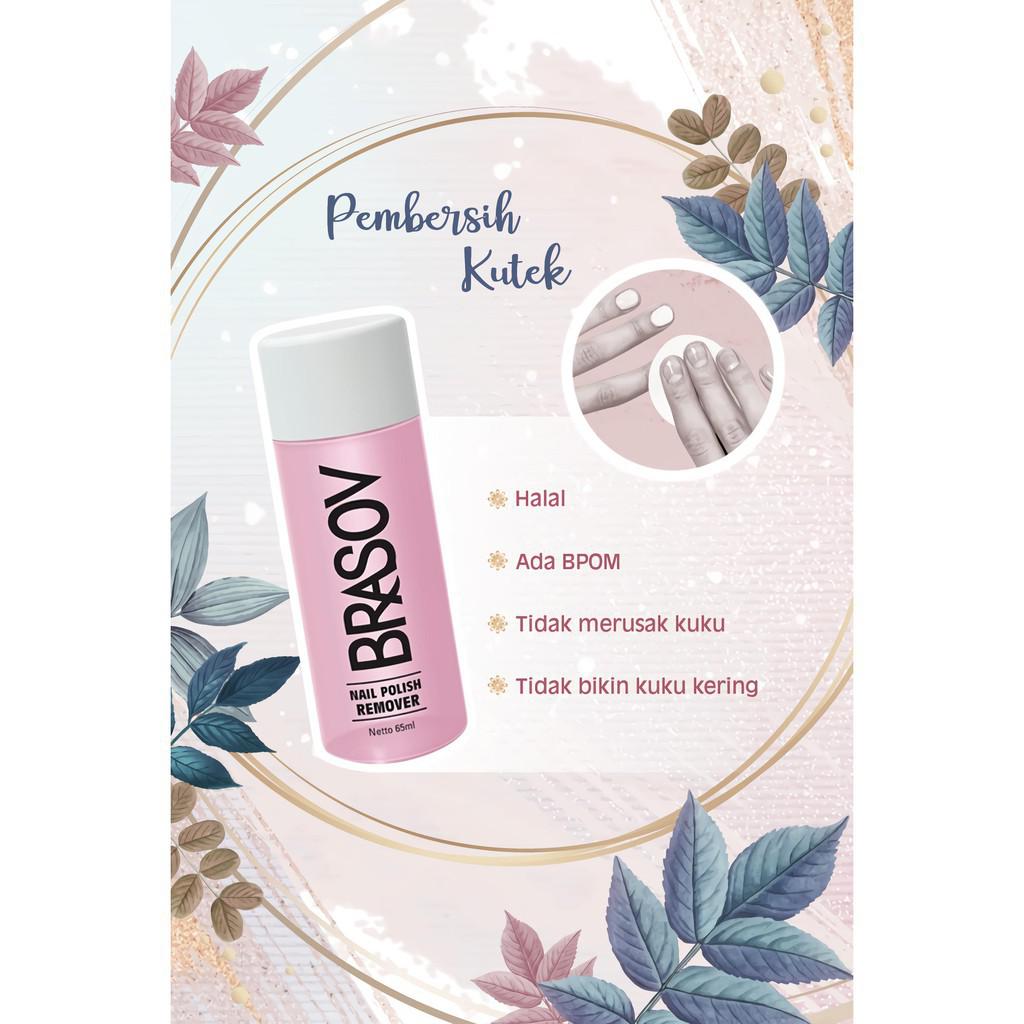 Pembersih
Kutek
BRASOV
NAIL POLISH
REMOVER
Netto 65ml
Halal
Ada BPOM
Tidak merusak kuku
Tidak bikin kuku kering